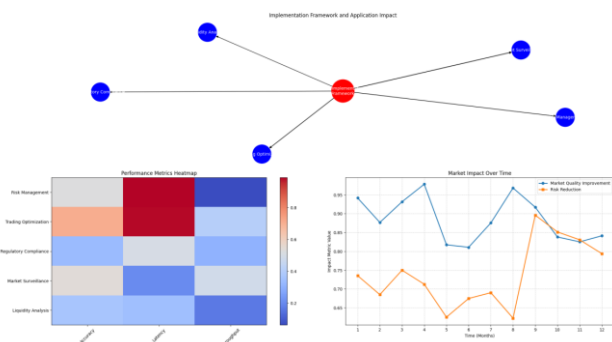 Implementation Framework and Application Impact
Performance Metrics Heatmap
Risk Management
Trading Optimization
Regulatory Compliance
Market Surveillance
Liquidity Analysis
0.8
0.6
0.4
0.2
Market Impact Over Time
Market Quality Improvement
Risk Reduction
Impact Metric Value
0.95
0.90
0.85
0.80
0.75
0.70
0.65
1 2 3 4 5 6 7 8 9 10 11 12
Time (Months)